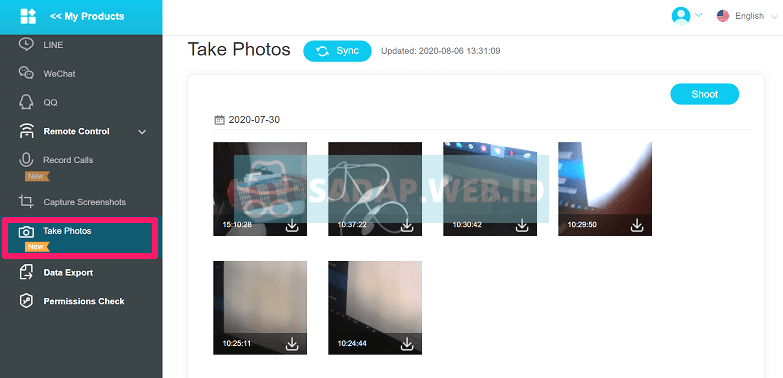 << My Products
English
LINE
WeChat
QQ
Remote Control
Record Calls
New
Capture Screenshots
Take Photos
New
Data Export
Permissions Check
Take Photos
Sync
Updated: 2020-08-06 13:31:09
Shoot
2020-07-30
SADAP.WEB.ID
15:10:28
10:37:22
10:30:42
10:29:50
10:25:11
10:24:44